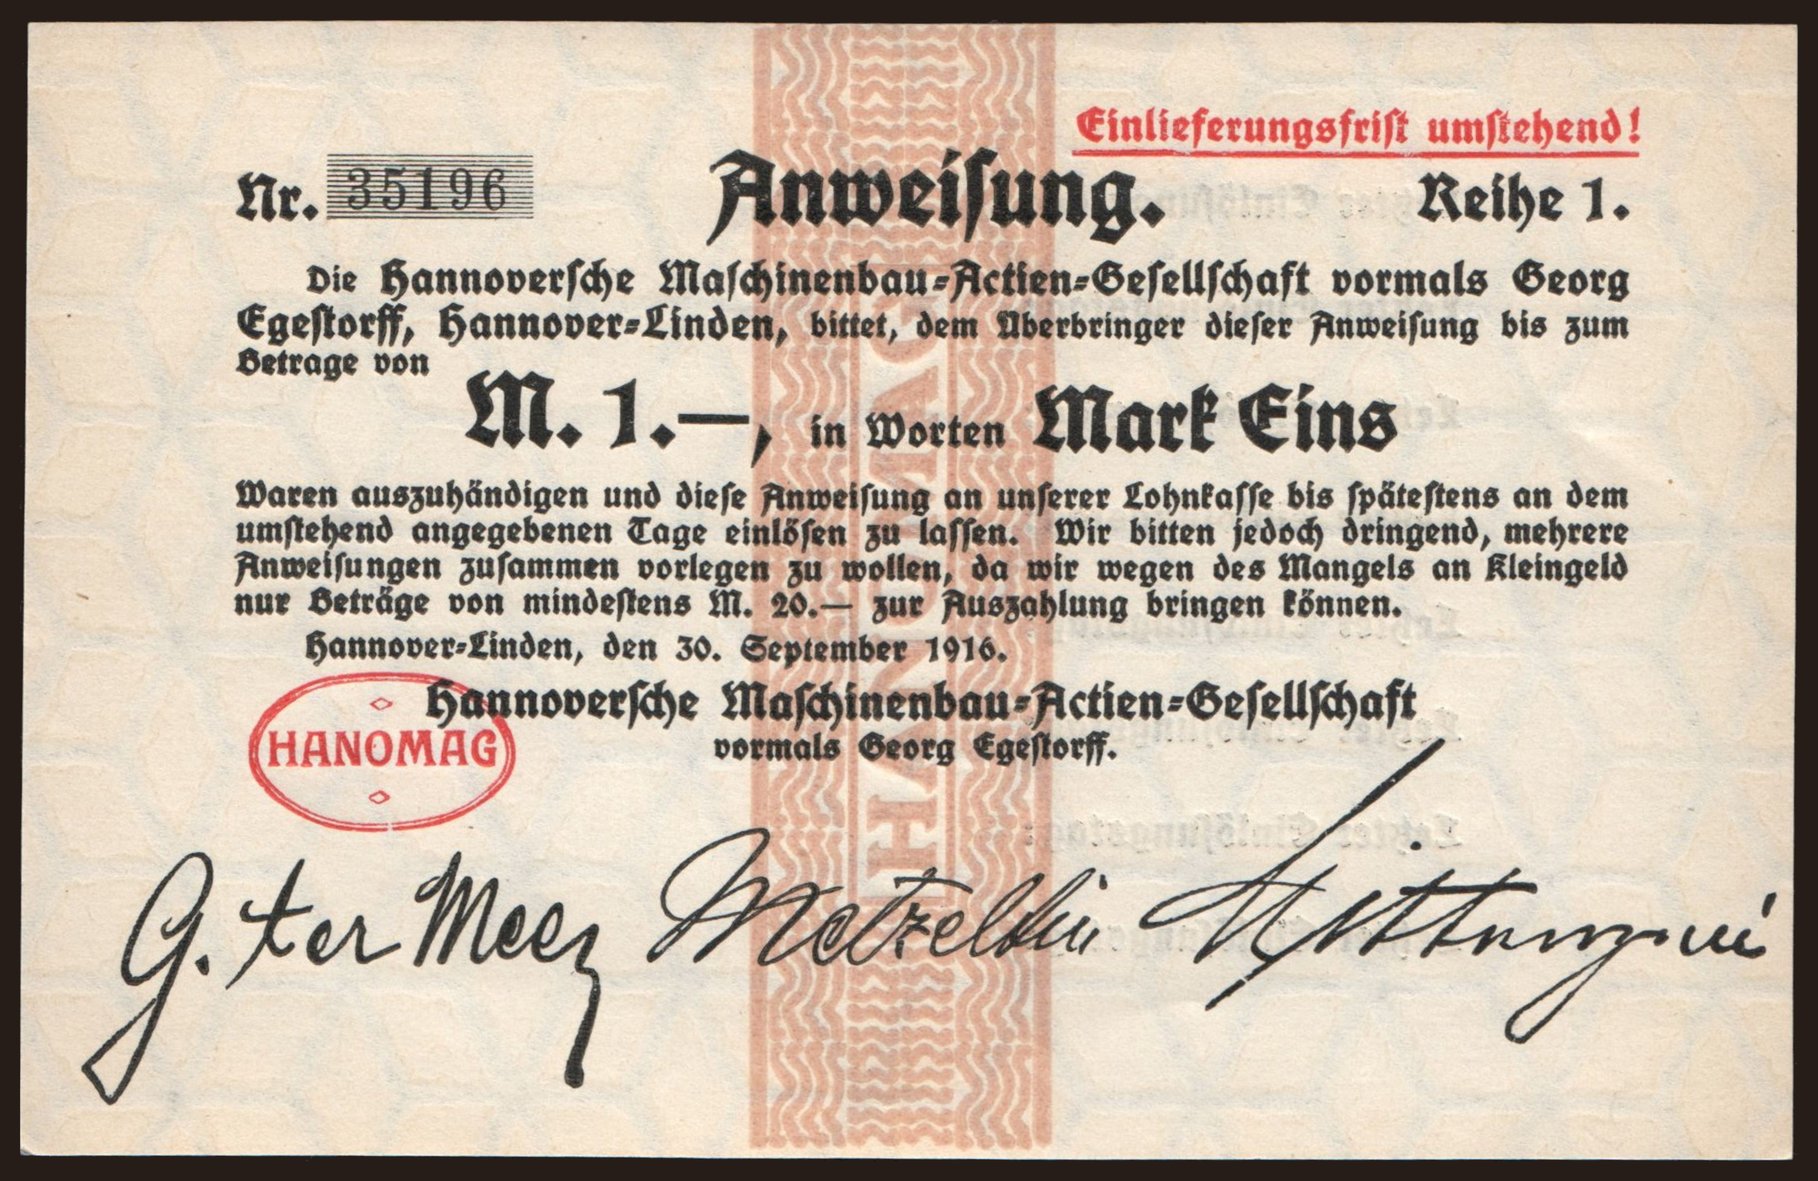 Einlieferungsfrist umstehend!
Nr. 35196 Anweisung. Reihe 1.
Die Hannoversche Maschinenbau-Actien-Gesellschaft vormals Georg
Egestorff, Hannover-Linden, bittet, dem Überbringer dieser Anweisung bis zum
Betrage von
M. 1.—, in Worten Mark Eins
Waren auszuhändigen und diese Anweisung an unserer Lohnkasse bis spätestens an dem
umstehend angegebenen Tage einlösen zu lassen. Wir bitten jedoch dringend, mehrere
Anweisungen zusammen vorlegen zu wollen, da wir wegen des Mangels an Kleingeld
nur Beträge von mindestens M. 20.— zur Auszahlung bringen können.
Hannover-Linden, den 30. September 1916.
Hannoversche Maschinenbau-Actien-Gesellschaft
vormals Georg Egestorff.
HANOMAG
HANOMAG
G. ter Meer Metzeltin